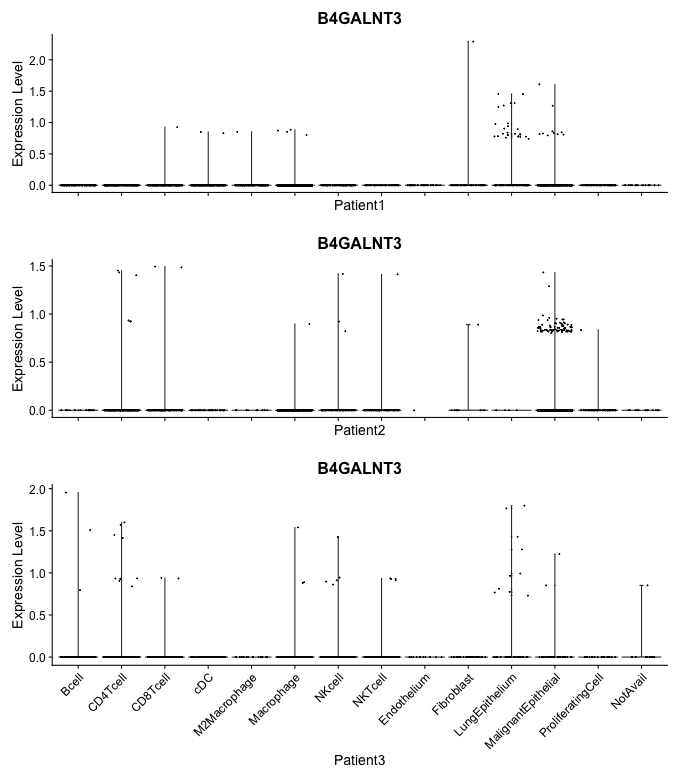 B4GALNT3
Expression Level
2.0
1.5
1.0
0.5
0.0
Patient1
B4GALNT3
Expression Level
1.5
1.0
0.5
0.0
Patient2
B4GALNT3
Expression Level
2.0
1.5
1.0
0.5
0.0
Bcell
CD4Tcell
CD8Tcell
cDC
M2Macrophage
Macrophage
NKcell
NKTcell
Endothelium
Fibroblast
LungEpithelium
MalignantEpithelial
ProliferatingCell
NotAvail
Patient3